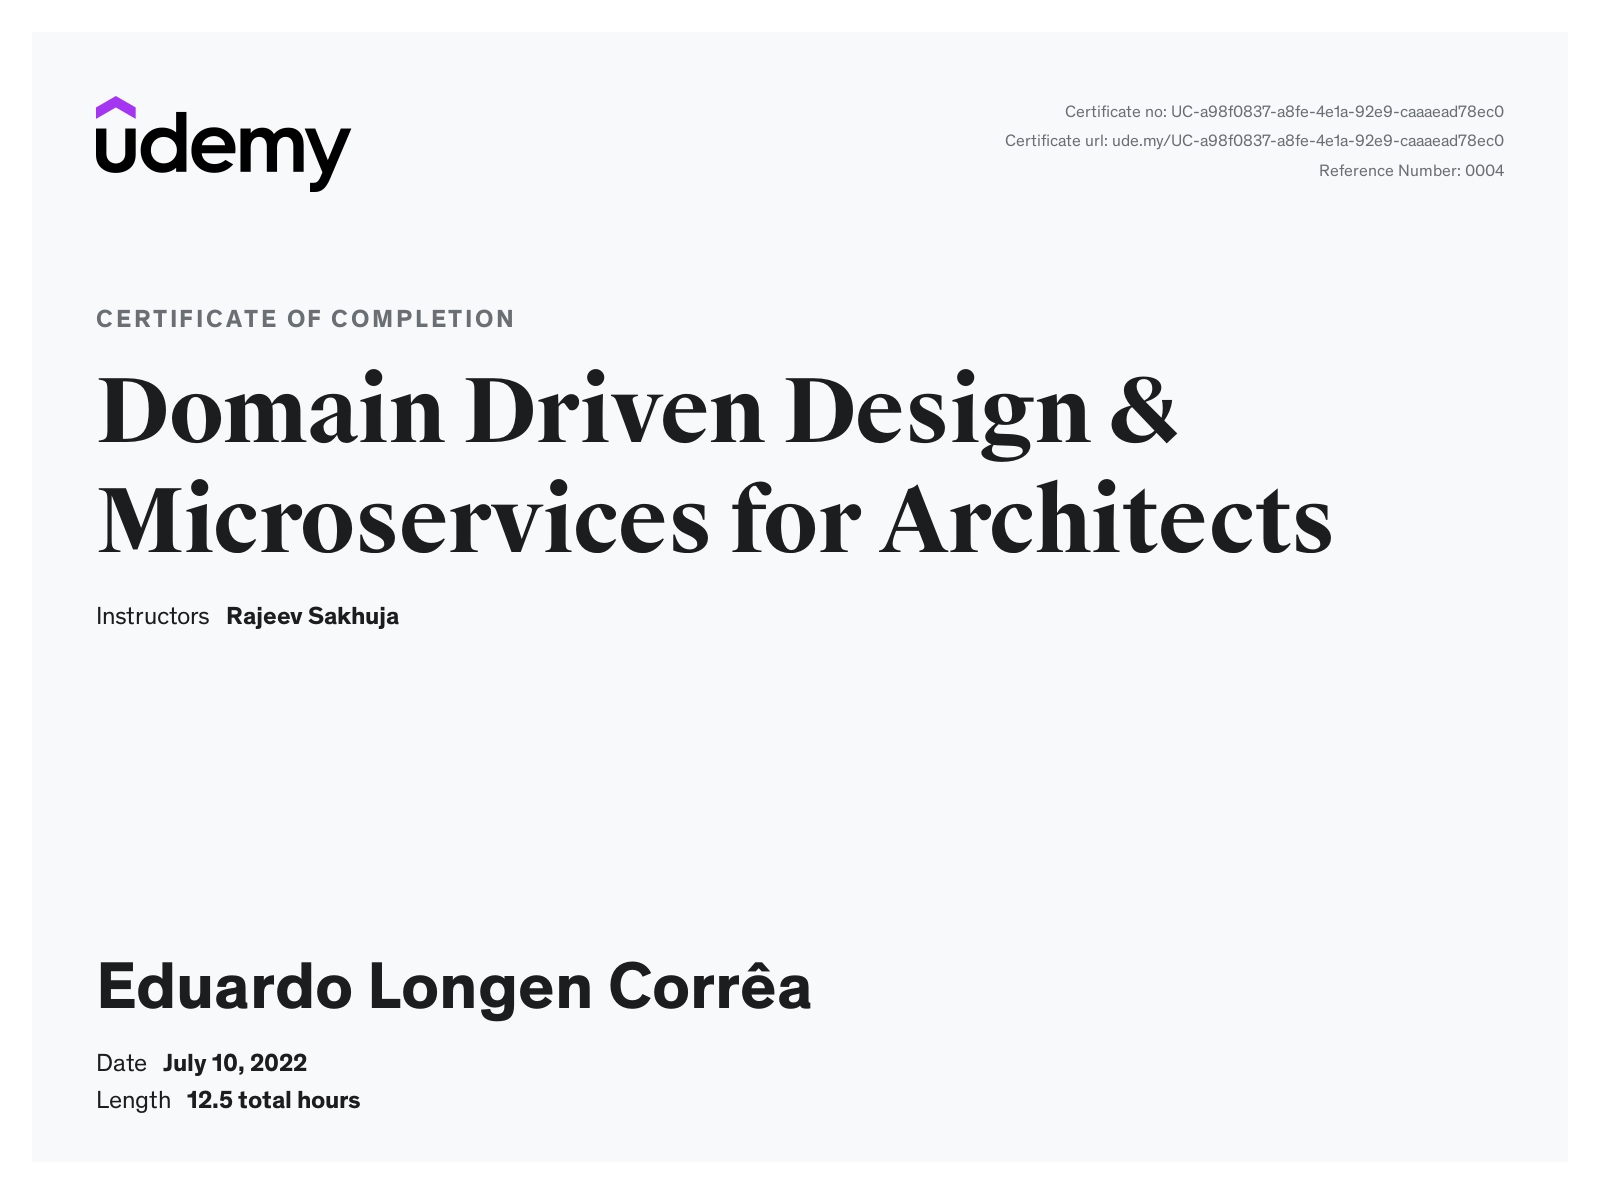 udemy
Certificate no: UC-a98f0837-a8fe-4e1a-92e9-caaaead78ec0
Certificate url: ude.my/UC-a98f0837-a8fe-4e1a-92e9-caaaead78ec0
Reference Number: 0004
CERTIFICATE OF COMPLETION
Domain Driven Design &
Microservices for Architects
Instructors Rajeev Sakhuja
Eduardo Longen Corrêa
Date July 10, 2022
Length 12.5 total hours